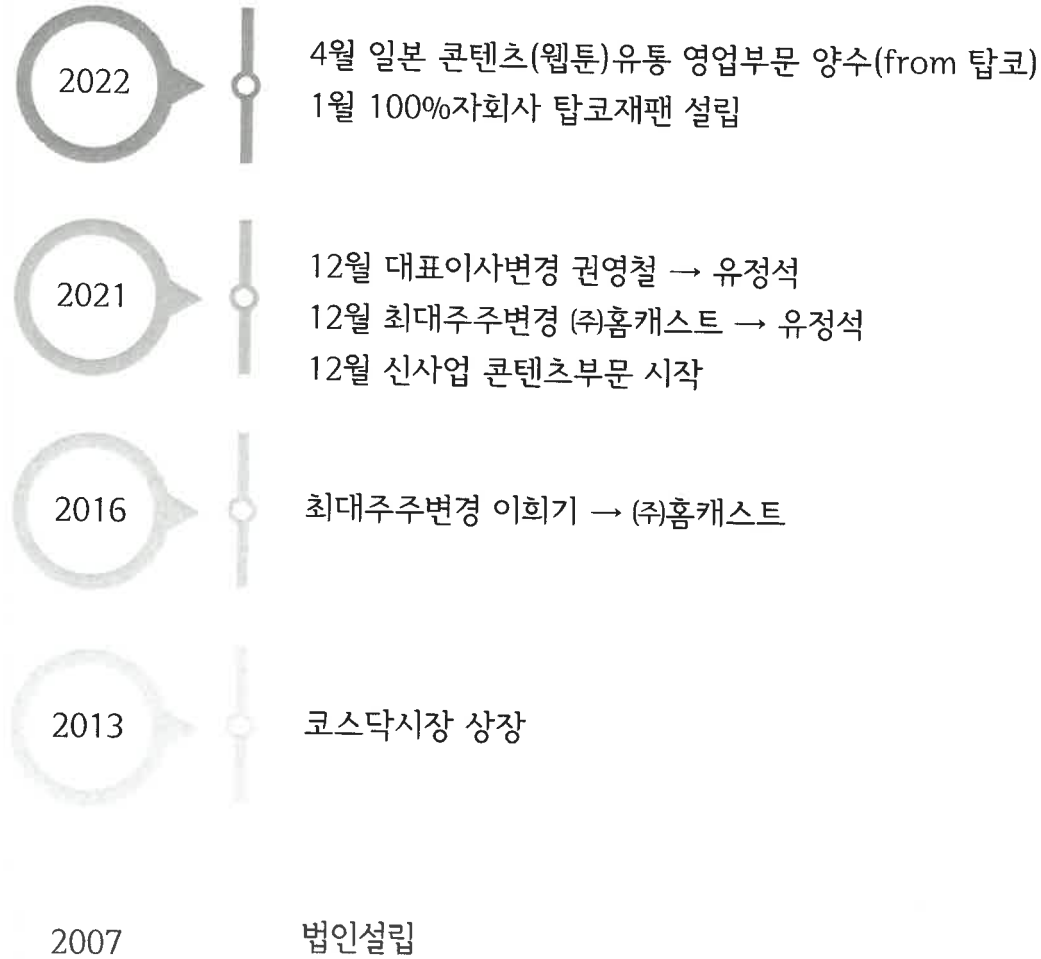 2022
4월 일본 콘텐츠(웹툰)유통 영업부문 양수(from 탑코)
1월 100%자회사 탑코재팬 설립
2021
12월 대표이사변경 권영철 → 유정석
12월 최대주주변경 ㈜홈캐스트 → 유정석
12월 신사업 콘텐츠부문 시작
2016
최대주주변경 이희기 → ㈜홈캐스트
2013
코스닥시장 상장
2007
법인설립